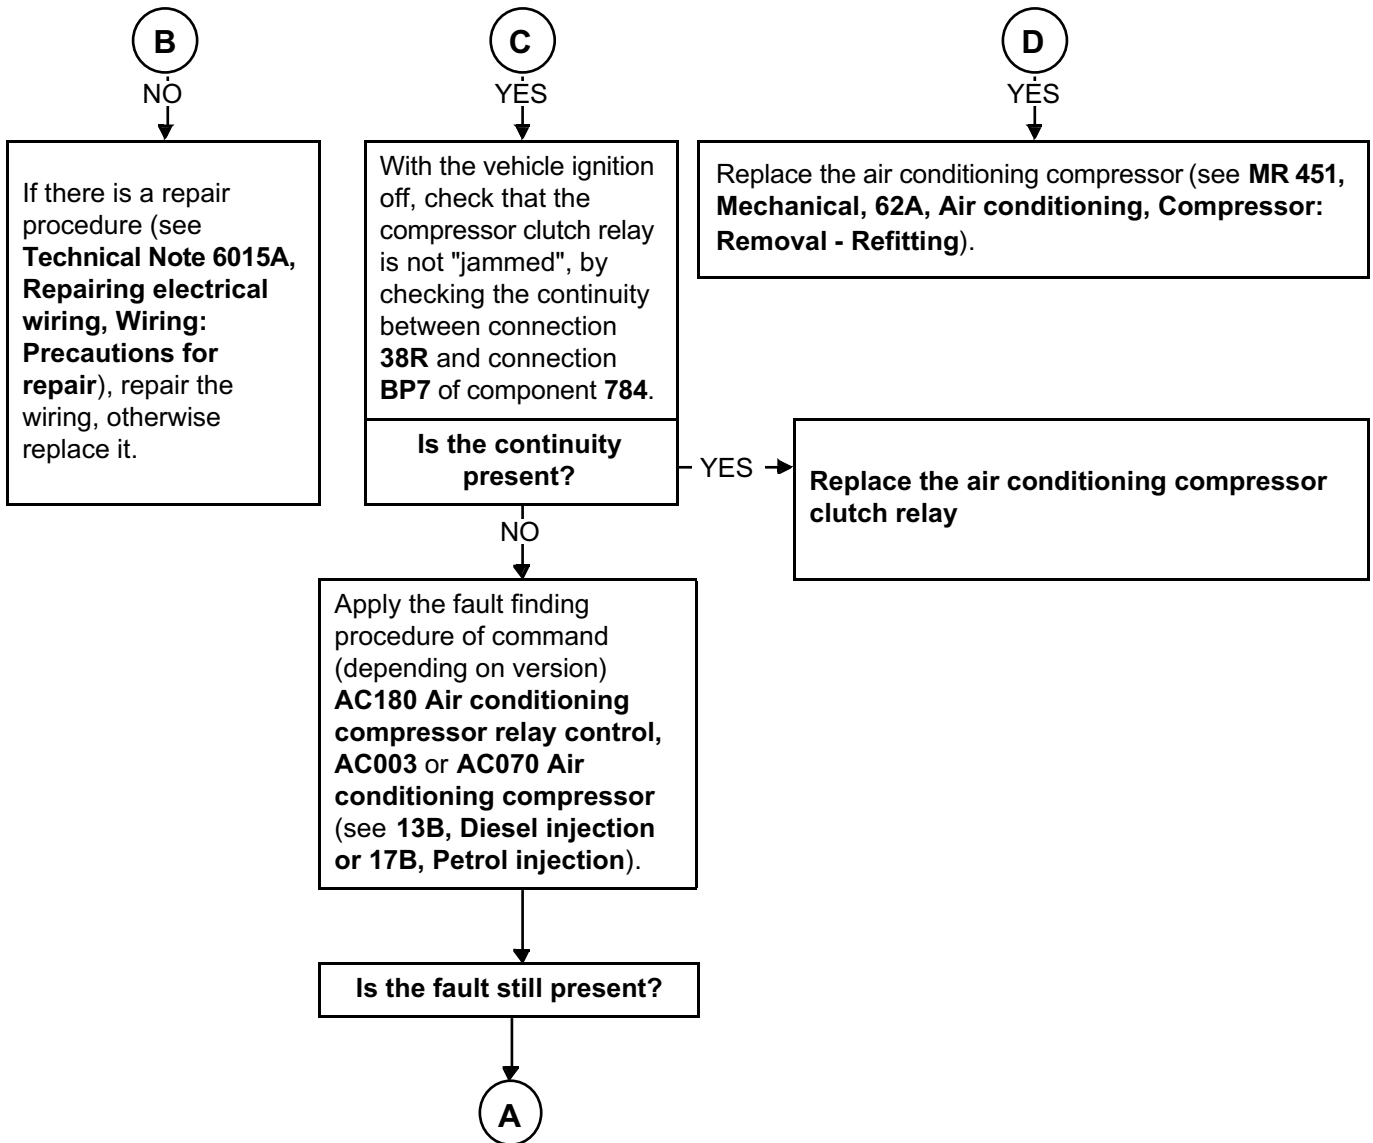 B
NO
If there is a repair
procedure (see
Technical Note 6015A,
Repairing electrical
wiring, Wiring:
Precautions for
repair), repair the
wiring, otherwise
replace it.
C
YES
With the vehicle ignition
off, check that the
compressor clutch relay
is not "jammed", by
checking the continuity
between connection
38R and connection
BP7 of component 784.
Is the continuity
present?
YES
Replace the air conditioning compressor
clutch relay
NO
Apply the fault finding
procedure of command
(depending on version)
AC180 Air conditioning
compressor relay control,
AC003 or AC070 Air
conditioning compressor
(see 13B, Diesel injection
or 17B, Petrol injection).
Is the fault still present?
A
D
YES
Replace the air conditioning compressor (see MR 451,
Mechanical, 62A, Air conditioning, Compressor:
Removal - Refitting).